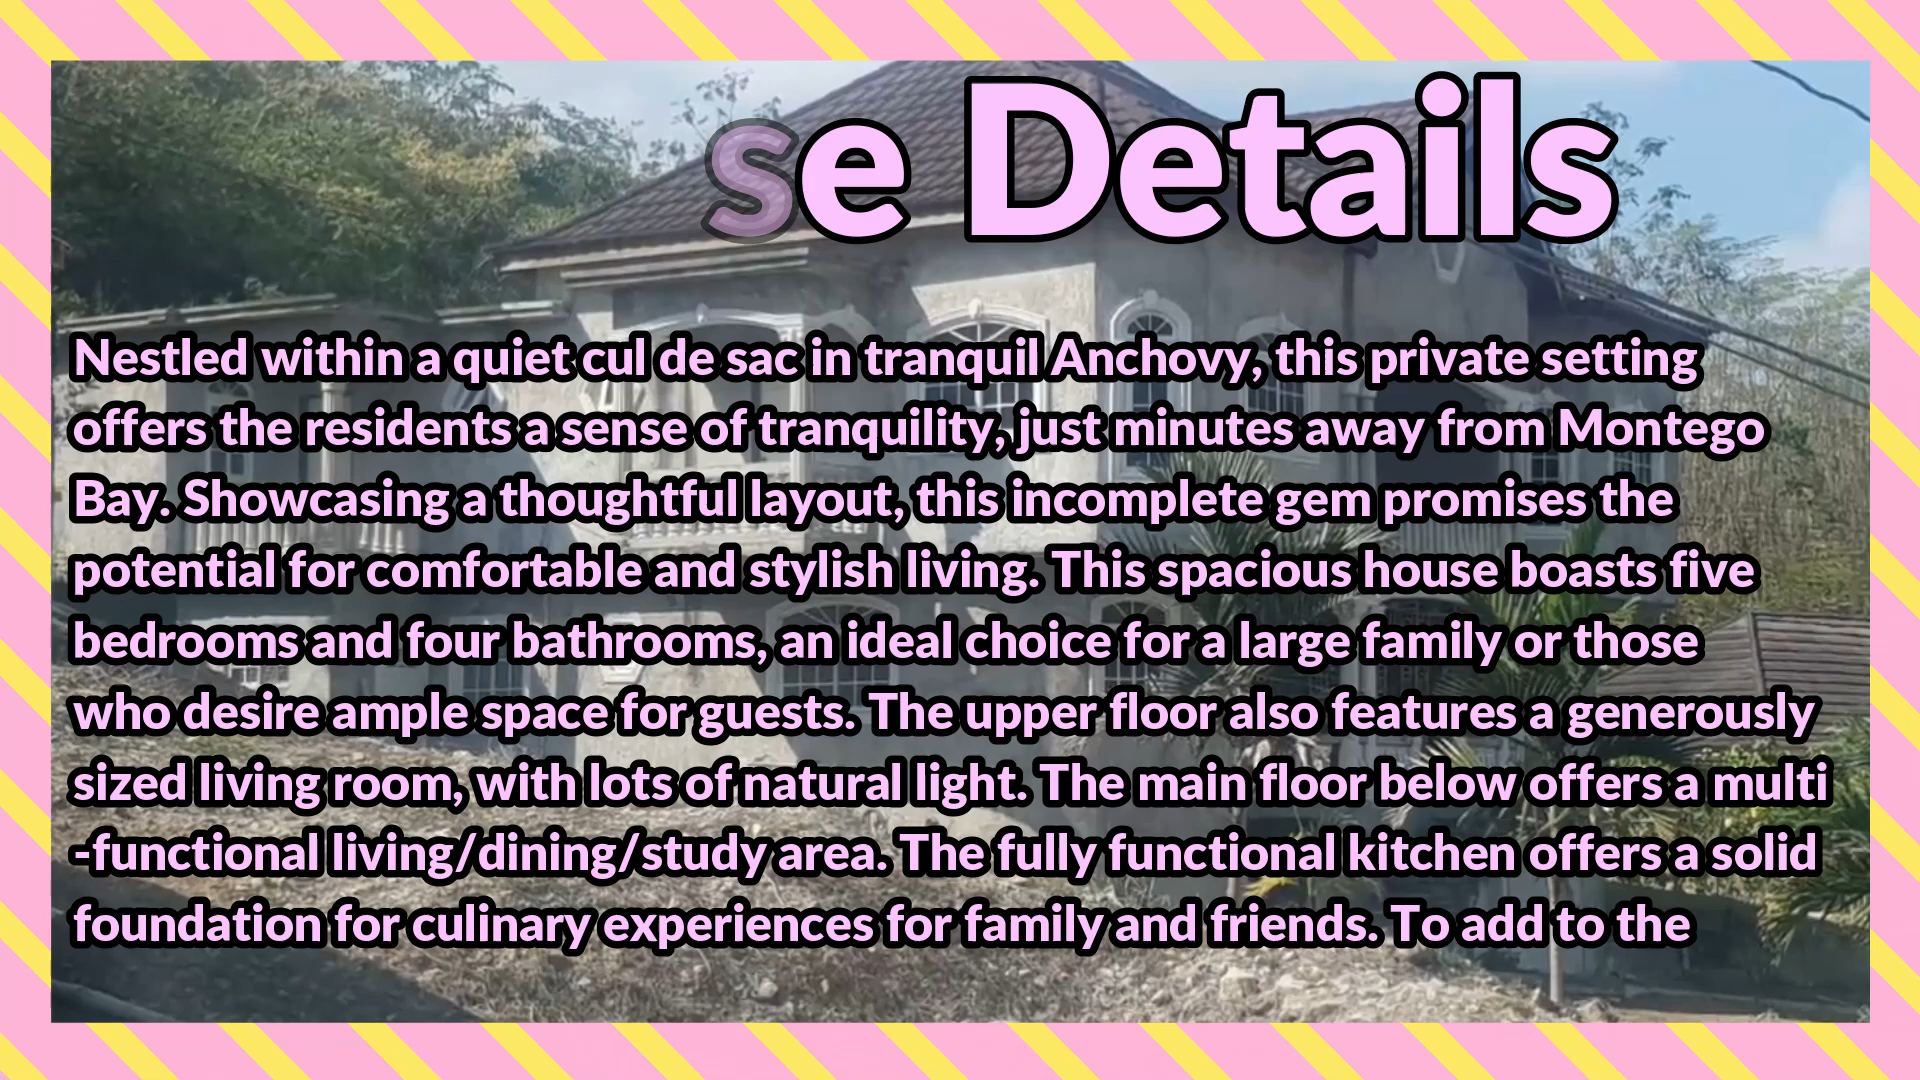 se Details
Nestled within a quiet cul de sac in tranquil Anchovy, this private setting
offers the residents a sense of tranquility, just minutes away from Montego
Bay. Showcasing a thoughtful layout, this incomplete gem promises the
potential for comfortable and stylish living. This spacious house boasts five
bedrooms and four bathrooms, an ideal choice for a large family or those
who desire ample space for guests. The upper floor also features a generously
sized living room, with lots of natural light. The main floor below offers a multi
-functional living/dining/study area. The fully functional kitchen offers a solid
foundation for culinary experiences for family and friends. To add to the